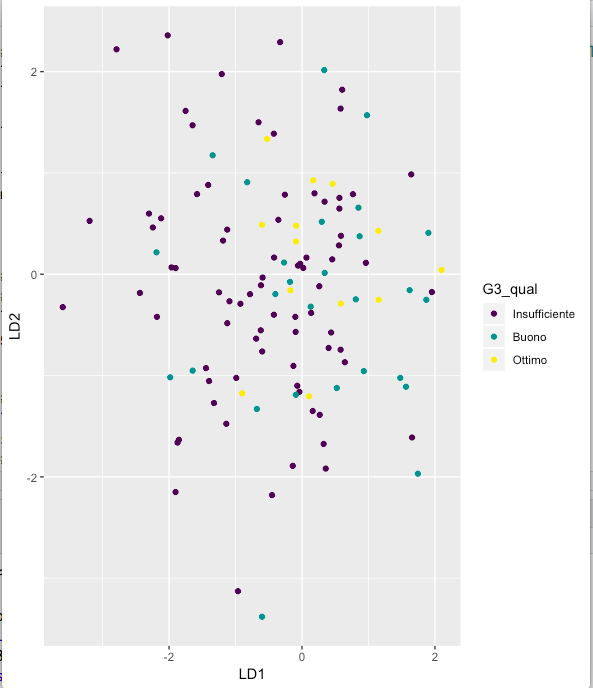 2
0
-2
LD2
-2
0
2
LD1
G3_qual
Insufficiente
Buono
Ottimo